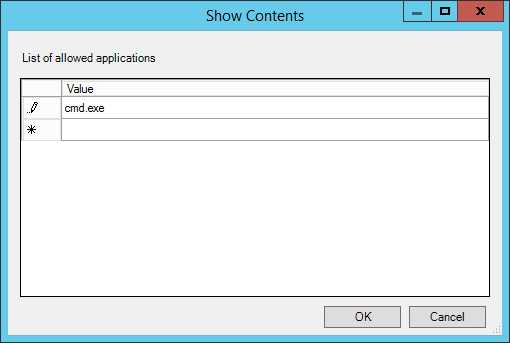 Show Contents
List of allowed applications
Value
cmd.exe
OK
Cancel